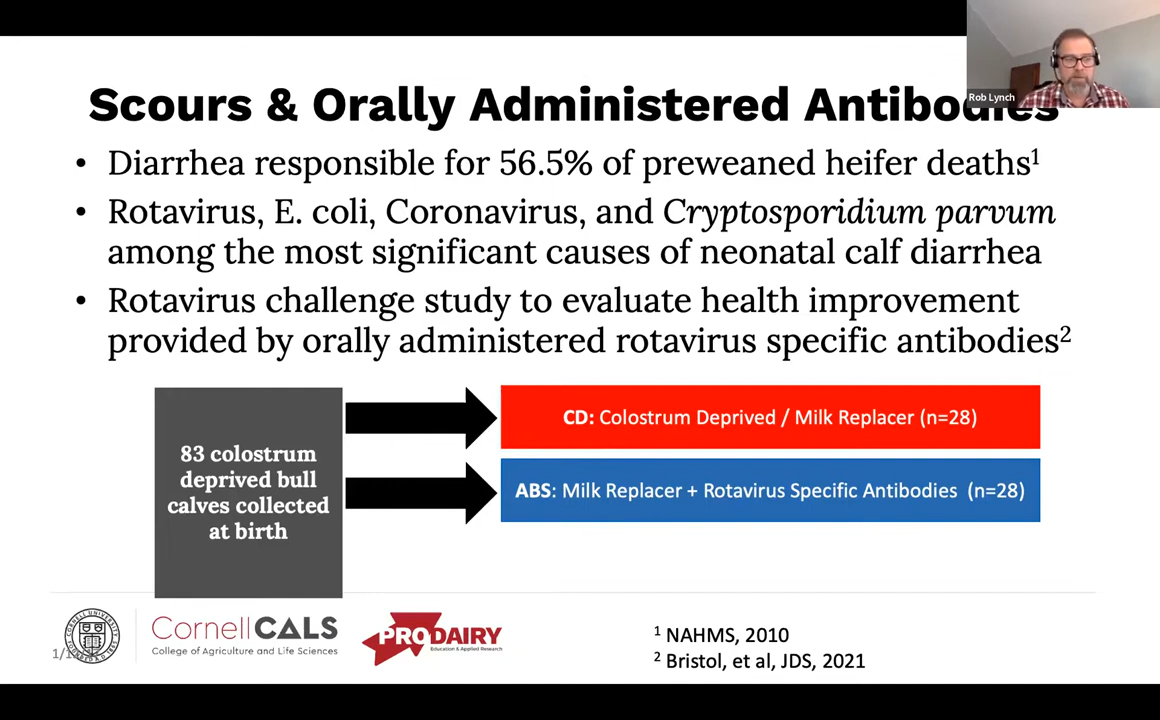 Rob Lynch
Scours & Orally Administered Antibodies
• Diarrhea responsible for 56.5% of preweaned heifer deaths¹
• Rotavirus, E. coli, Coronavirus, and Cryptosporidium parvum
among the most significant causes of neonatal calf diarrhea
• Rotavirus challenge study to evaluate health improvement
provided by orally administered rotavirus specific antibodies²
83 colostrum
deprived bull
calves collected
at birth
CD: Colostrum Deprived / Milk Replacer (n=28)
ABS: Milk Replacer + Rotavirus Specific Antibodies (n=28)
CornellCALS
College of Agriculture and Life Sciences
PRODAIRY
Education & Applied Research
¹ NAHMS, 2010
² Bristol, et al, JDS, 2021